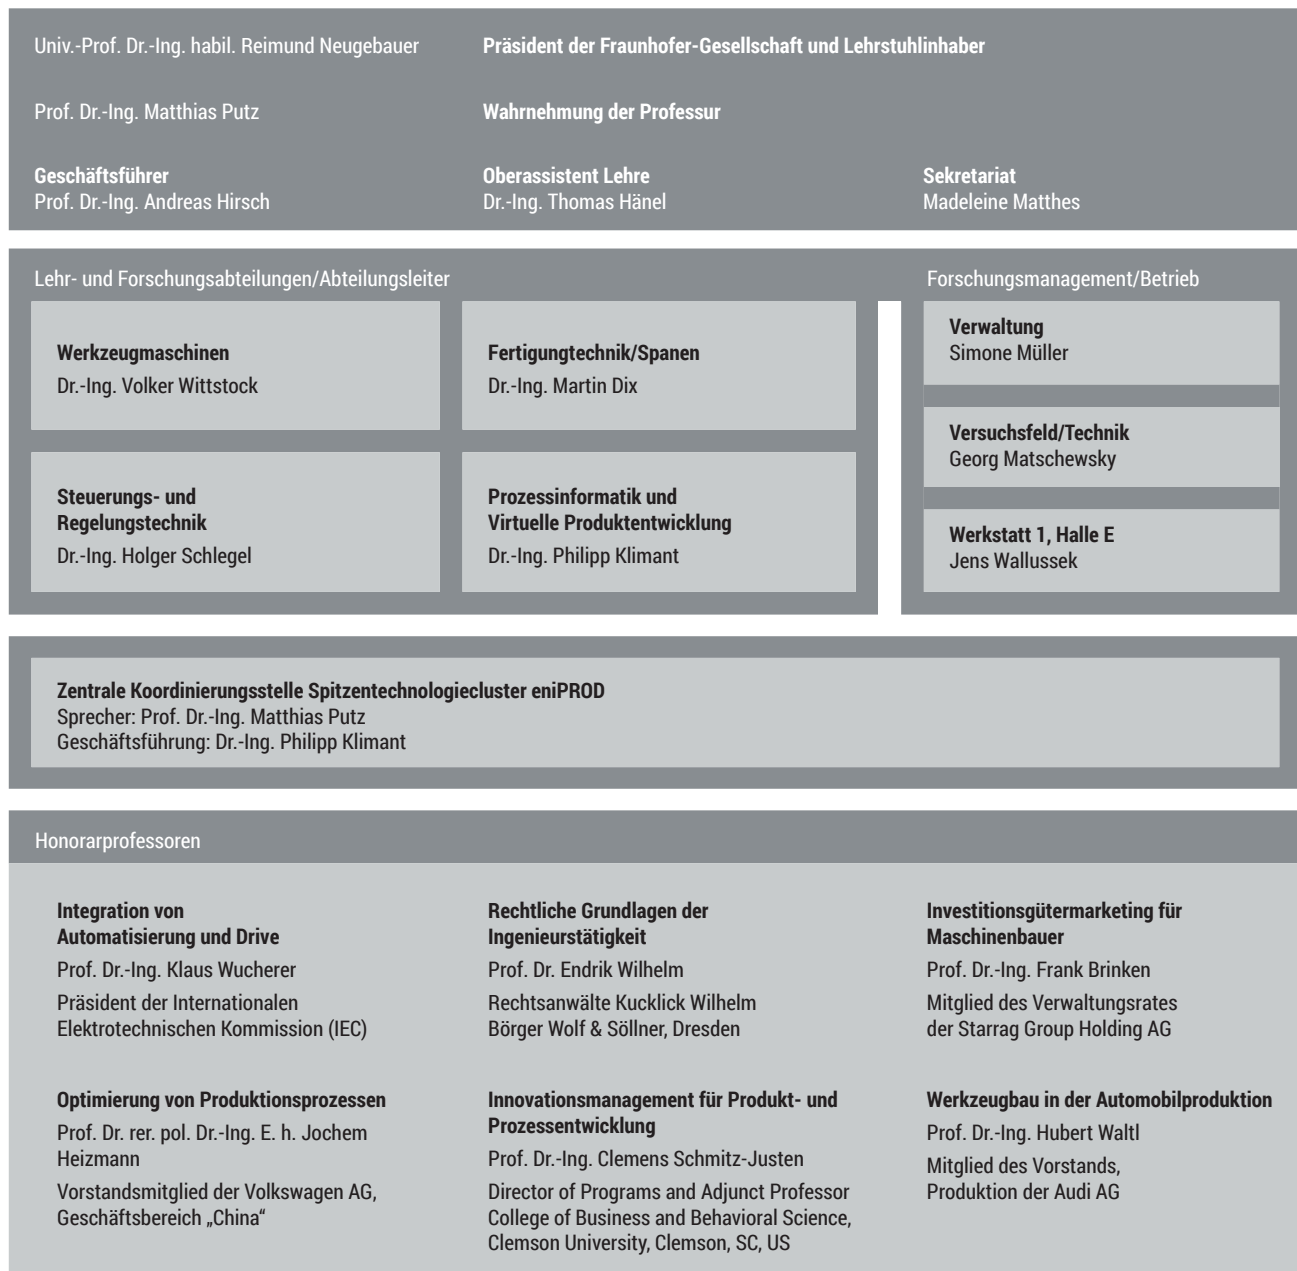 Univ.-Prof. Dr.-Ing. habil. Reimund Neugebauer
Präsident der Fraunhofer-Gesellschaft und Lehrstuhlinhaber
Prof. Dr.-Ing. Matthias Putz
Wahrnehmung der Professur
Geschäftsführer
Prof. Dr.-Ing. Andreas Hirsch
Oberassistent Lehre
Dr.-Ing. Thomas Hänel
Sekretariat
Madeleine Matthes
Lehr- und Forschungsabteilungen/Abteilungsleiter
Werkzeugmaschinen
Dr.-Ing. Volker Wittstock
Fertigungtechnik/Spanen
Dr.-Ing. Martin Dix
Steuerungs- und
Regelungstechnik
Dr.-Ing. Holger Schlegel
Prozessinformatik und
Virtuelle Produktentwicklung
Dr.-Ing. Philipp Klimant
Forschungsmanagement/Betrieb
Verwaltung
Simone Müller
Versuchsfeld/Technik
Georg Matschewsky
Werkstatt 1, Halle E
Jens Wallussek
Zentrale Koordinierungsstelle Spitzentechnologiecluster eniPROD
Sprecher: Prof. Dr.-Ing. Matthias Putz
Geschäftsführung: Dr.-Ing. Philipp Klimant
Honorarprofessoren
Integration von
Automatisierung und Drive
Prof. Dr.-Ing. Klaus Wucherer
Präsident der Internationalen
Elektrotechnischen Kommission (IEC)
Rechtliche Grundlagen der
Ingenieurstätigkeit
Prof. Dr. Endrik Wilhelm
Rechtsanwälte Kucklick Wilhelm
Börger Wolf & Söllner, Dresden
Investitionsgütermarketing für
Maschinenbauer
Prof. Dr.-Ing. Frank Brinken
Mitglied des Verwaltungsrates
der Starrag Group Holding AG
Optimierung von Produktionsprozessen
Prof. Dr. rer. pol. Dr.-Ing. E. h. Jochem
Heizmann
Vorstandsmitglied der Volkswagen AG,
Geschäftsbereich „China“
Innovationsmanagement für Produkt- und
Prozessentwicklung
Prof. Dr.-Ing. Clemens Schmitz-Justen
Director of Programs and Adjunct Professor
College of Business and Behavioral Science,
Clemson University, Clemson, SC, US
Werkzeugbau in der Automobilproduktion
Prof. Dr.-Ing. Hubert Waltl
Mitglied des Vorstands,
Produktion der Audi AG